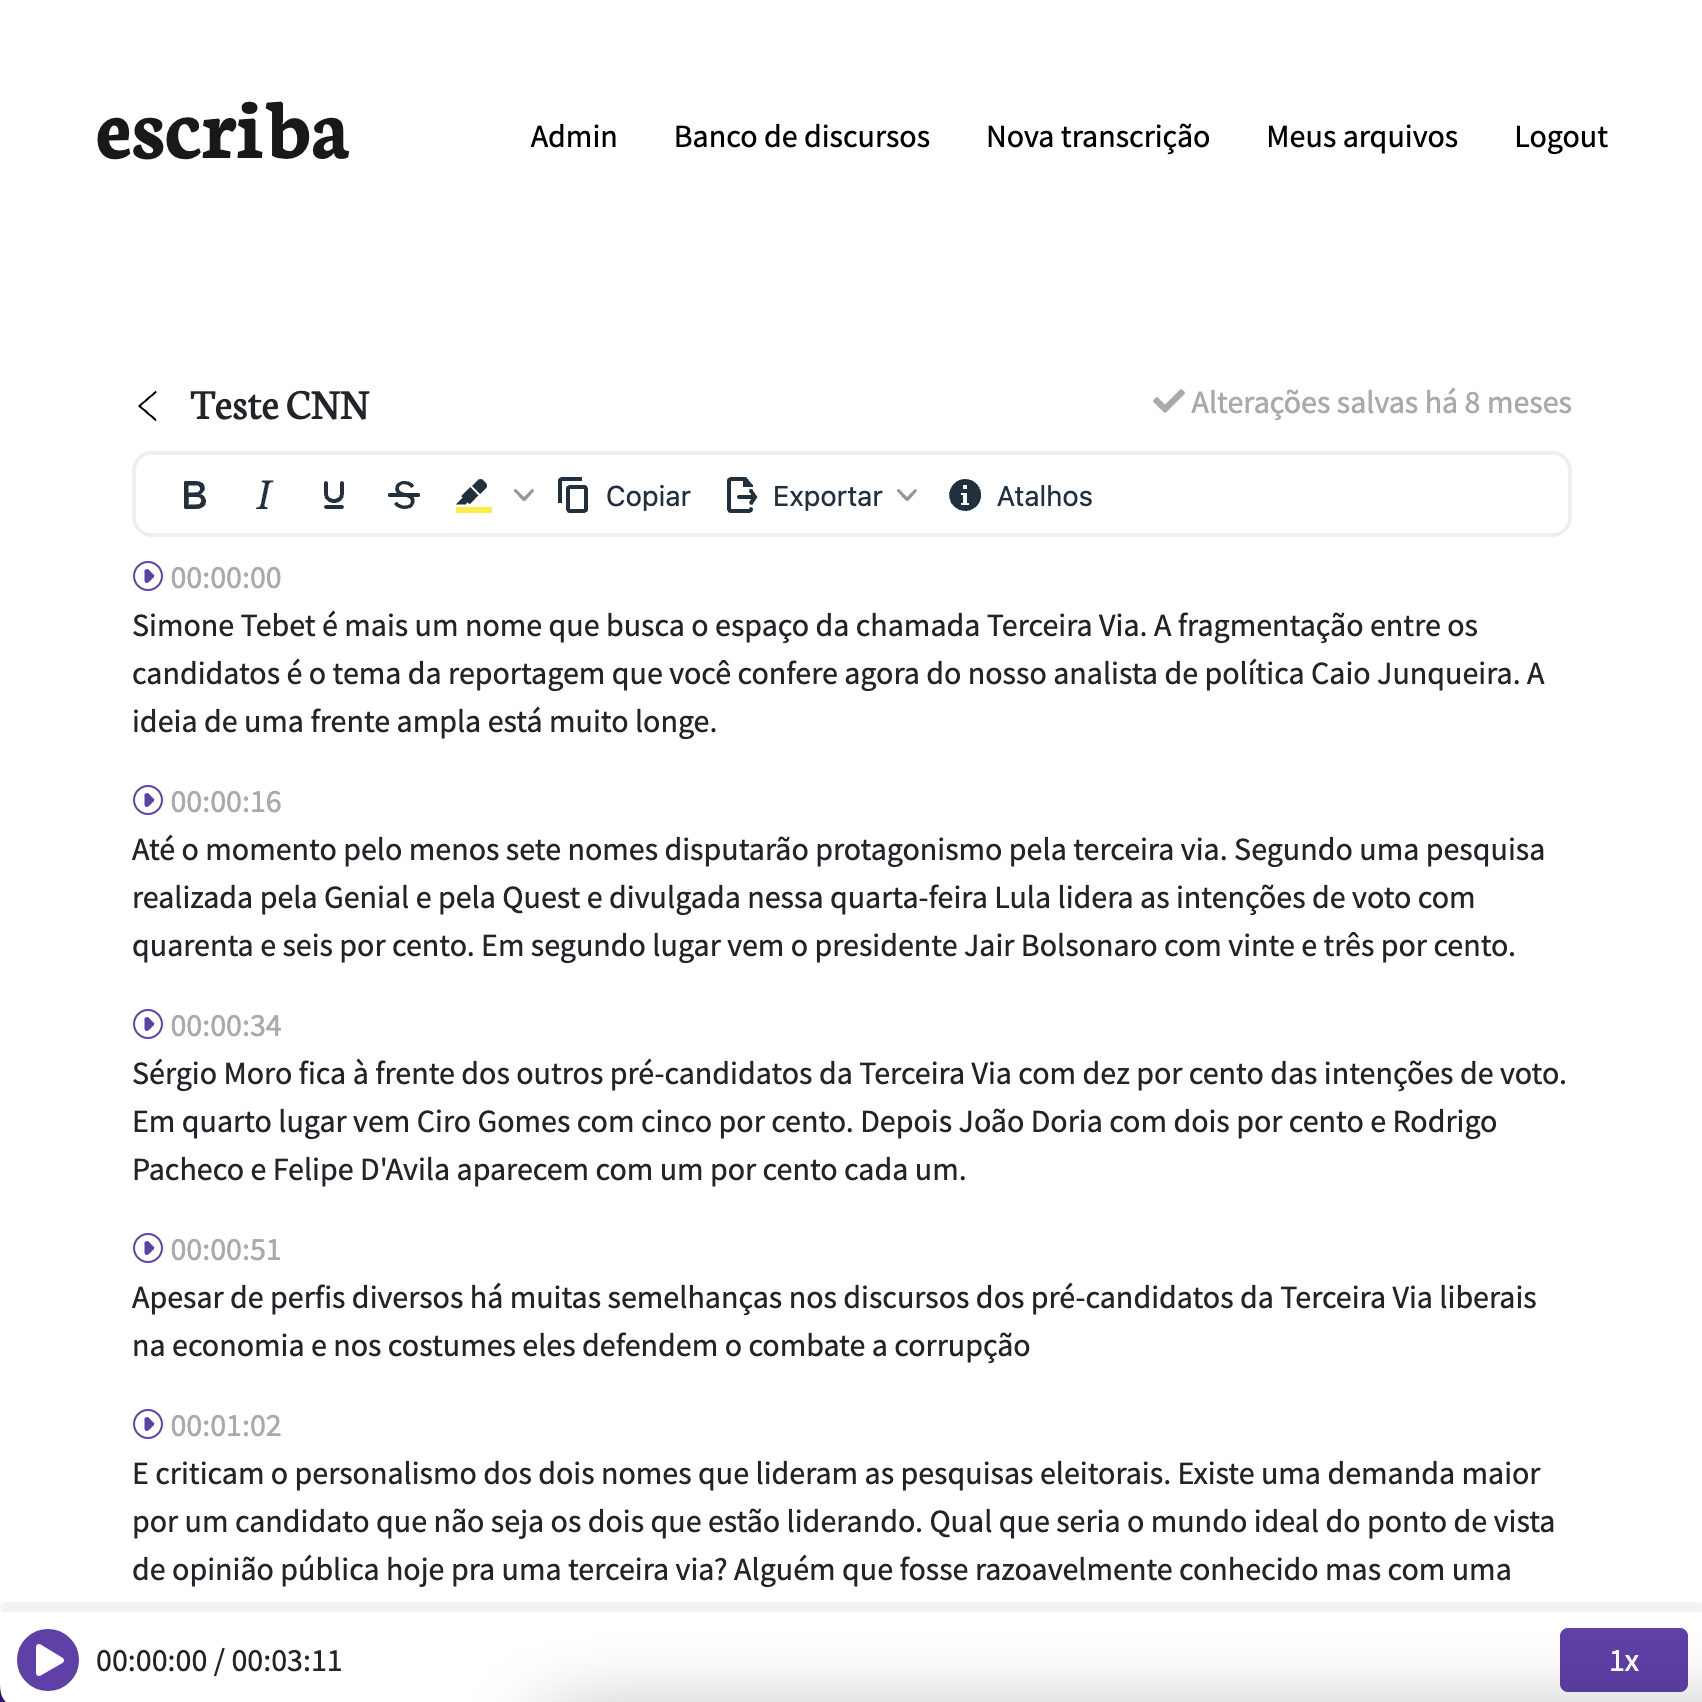 escriba
Admin Banco de discursos Nova transcrição Meus arquivos Logout
Teste CNN
Alterações salvas há 8 meses
B I U S Copiar Exportar Atalhos
00:00:00
Simone Tebet é mais um nome que busca o espaço da chamada Terceira Via. A fragmentação entre os
candidatos é o tema da reportagem que você confere agora do nosso analista de política Caio Junqueira. A
ideia de uma frente ampla está muito longe.
00:00:16
Até o momento pelo menos sete nomes disputarão protagonismo pela terceira via. Segundo uma pesquisa
realizada pela Genial e pela Quest e divulgada nessa quarta-feira Lula lidera as intenções de voto com
quarenta e seis por cento. Em segundo lugar vem o presidente Jair Bolsonaro com vinte e três por cento.
00:00:34
Sérgio Moro fica à frente dos outros pré-candidatos da Terceira Via com dez por cento das intenções de voto.
Em quarto lugar vem Ciro Gomes com cinco por cento. Depois João Doria com dois por cento e Rodrigo
Pacheco e Felipe D'Avila aparecem com um por cento cada um.
00:00:51
Apesar de perfis diversos há muitas semelhanças nos discursos dos pré-candidatos da Terceira Via liberais
na economia e nos costumes eles defendem o combate a corrupção
00:01:02
E criticam o personalismo dos dois nomes que lideram as pesquisas eleitorais. Existe uma demanda maior
por um candidato que não seja os dois que estão liderando. Qual que seria o mundo ideal do ponto de vista
de opinião pública hoje pra uma terceira via? Alguém que fosse razoavelmente conhecido mas com uma
00:00:00 / 00:03:11
1x